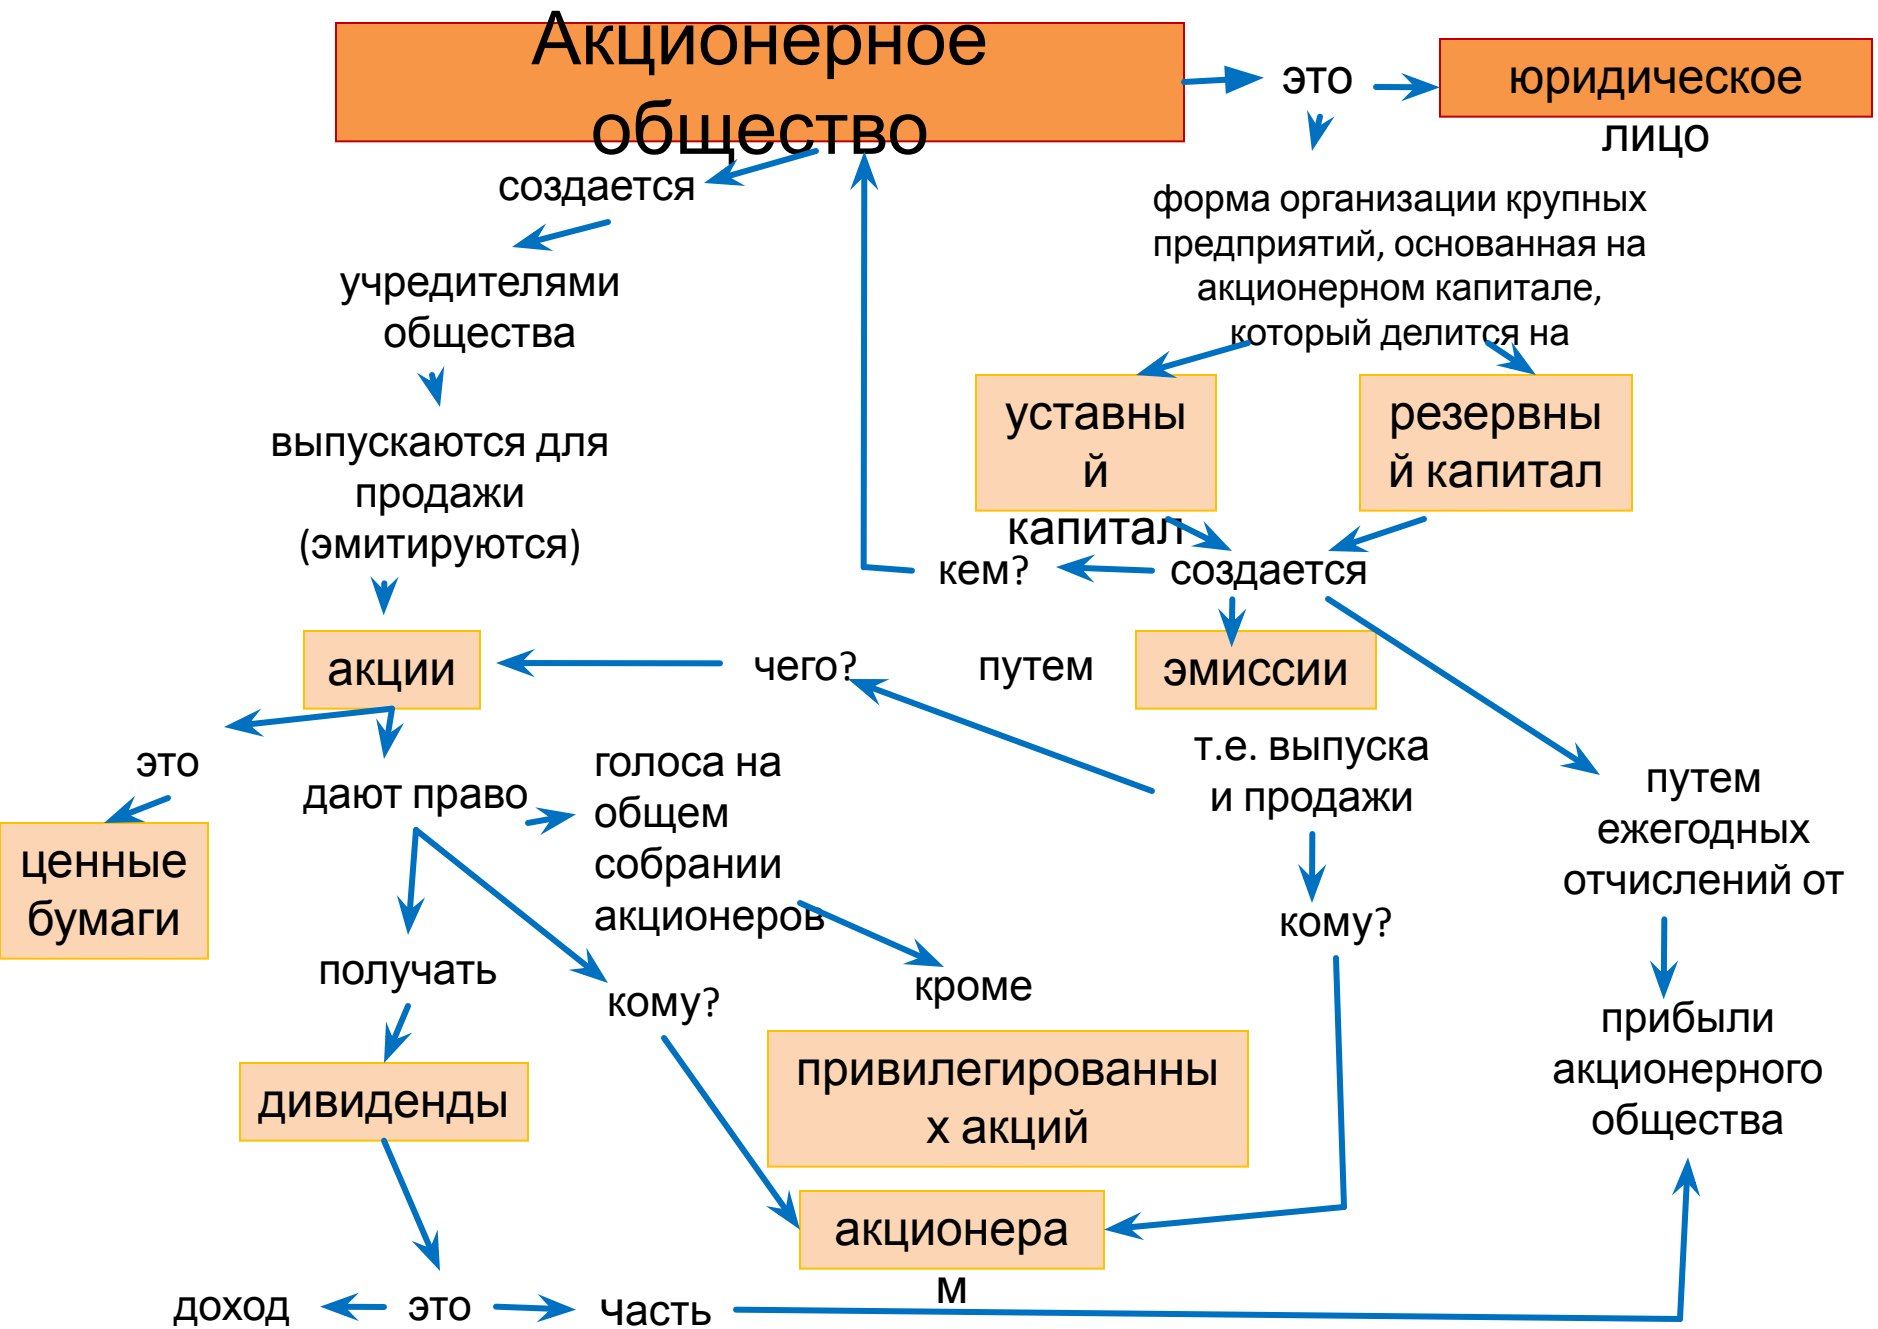 Акционерное
общество
это
юридическое
лицо
создается
учредителями
общества
выпускаются для
продажи
(эмитируются)
форма организации крупных
предприятий, основанная на
акционерном капитале,
который делится на
уставны
й
капитал
резервны
й капитал
кем?
создается
акции
чего?
путем
эмиссии
т.е. выпуска
и продажи
это
дают право
голоса на
общем
собрании
акционеров
путем
ежегодных
отчислений от
ценные
бумаги
кому?
получать
кому?
кроме
привилегированны
х акций
прибыли
акционерного
общества
дивиденды
акционера
м
доход
это
часть